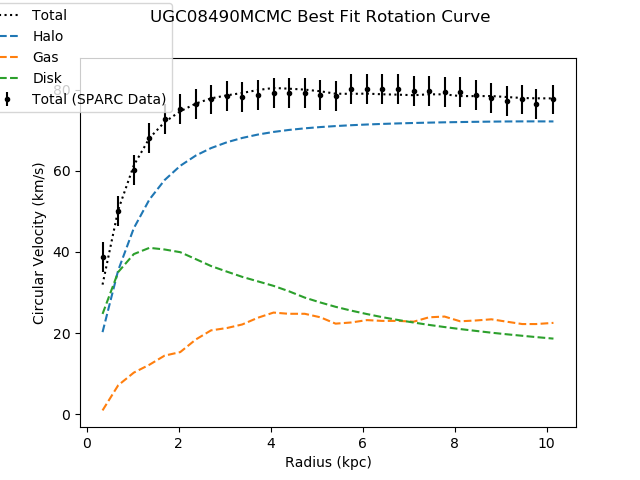 UGC08490MCMC Best Fit Rotation Curve
Total
Halo
Gas
Disk
Total (SPARC Data)
80
60
40
20
0
Circular Velocity (km/s)
0 2 4 6 8 10
Radius (kpc)